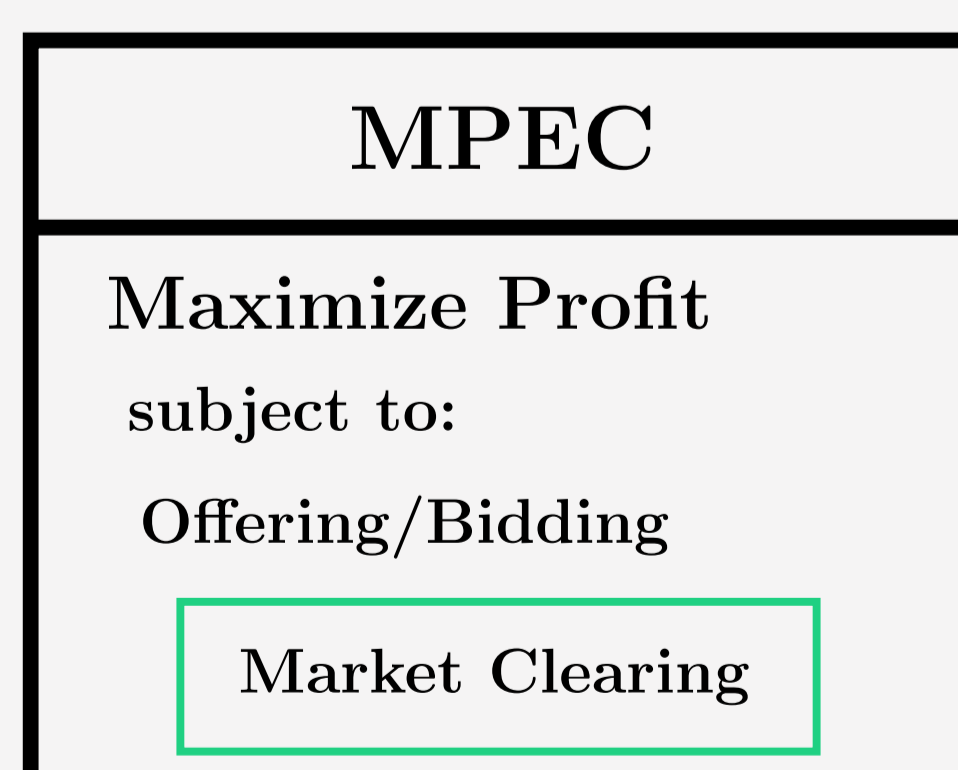 MPEC
Maximize Profit
subject to:
Offering/Bidding
Market Clearing